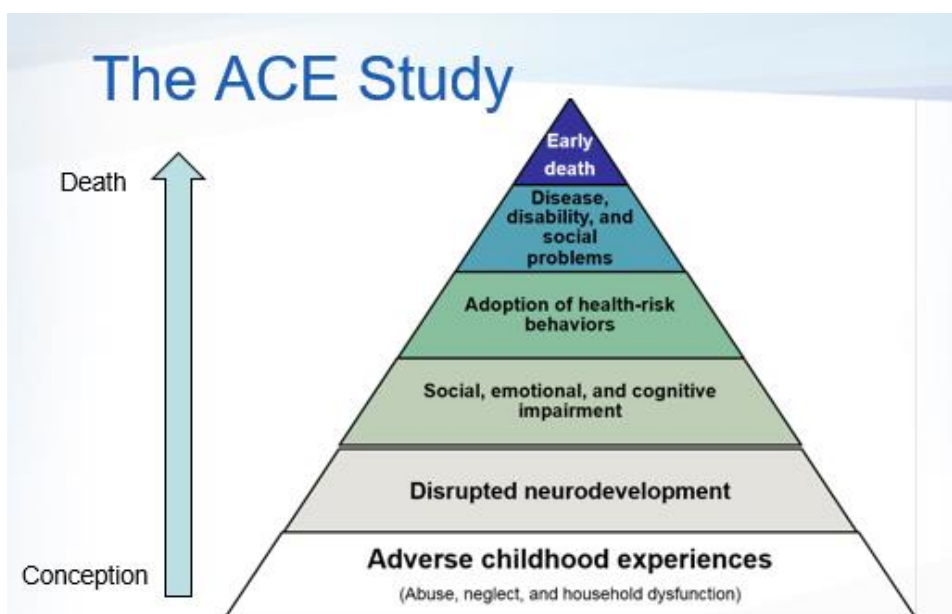 The ACE Study
Death
Early
death
Disease,
disability, and
social
problems
Adoption of health-risk
behaviors
Social, emotional, and cognitive
impairment
Disrupted neurodevelopment
Adverse childhood experiences
(Abuse, neglect, and household dysfunction)
Conception